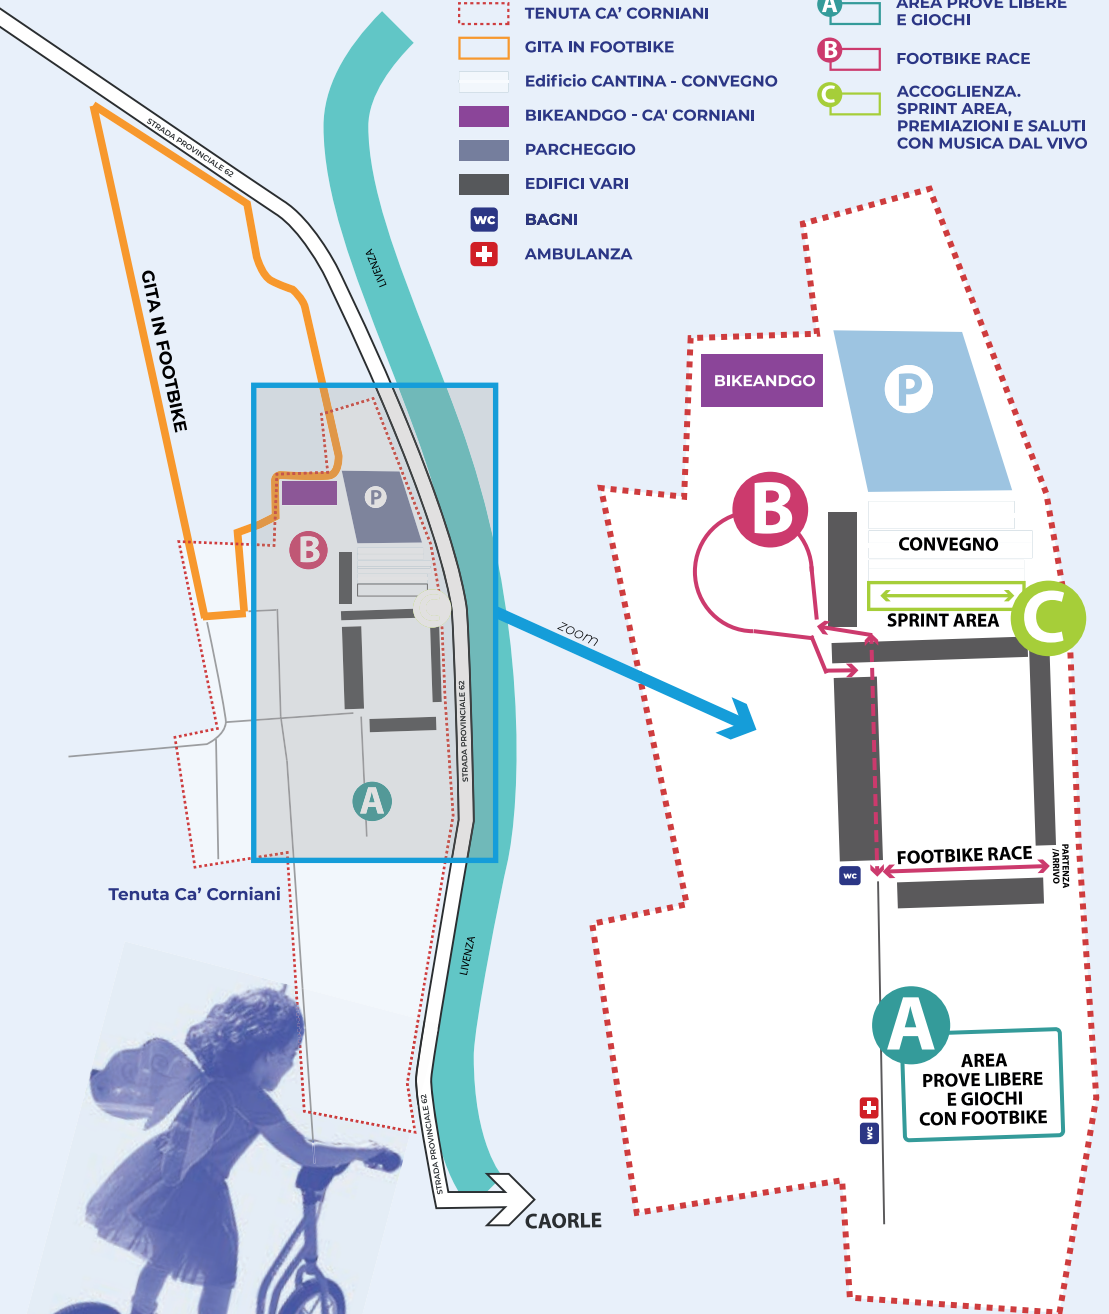 TENUTA CA’ CORNIANI
GITA IN FOOTBIKE
Edificio CANTINA - CONVEGNO
BIKEANDGO - CA' CORNIANI
PARCHEGGIO
EDIFICI VARI
WC
BAGNI
AMBULANZA
A
AREA PROVE LIBERE
E GIOCHI
B
FOOTBIKE RACE
C
ACCOGLIENZA.
SPRINT AREA,
PREMIAZIONI E SALUTI
CON MUSICA DAL VIVO
STRADA PROVINCIALE 62
LIVENZA
GITA IN FOOTBIKE
P
B
STRADA PROVINCIALE 62
A
zoom
Tenuta Ca’ Corniani
LIVENZA
STRADA PROVINCIALE 62
CAORLE
BIKEANDGO
P
B
CONVEGNO
SPRINT AREA
C
FOOTBIKE RACE
PARTENZA
/ARRIVO
WC
A
AREA
PROVE LIBERE
E GIOCHI
CON FOOTBIKE
WC